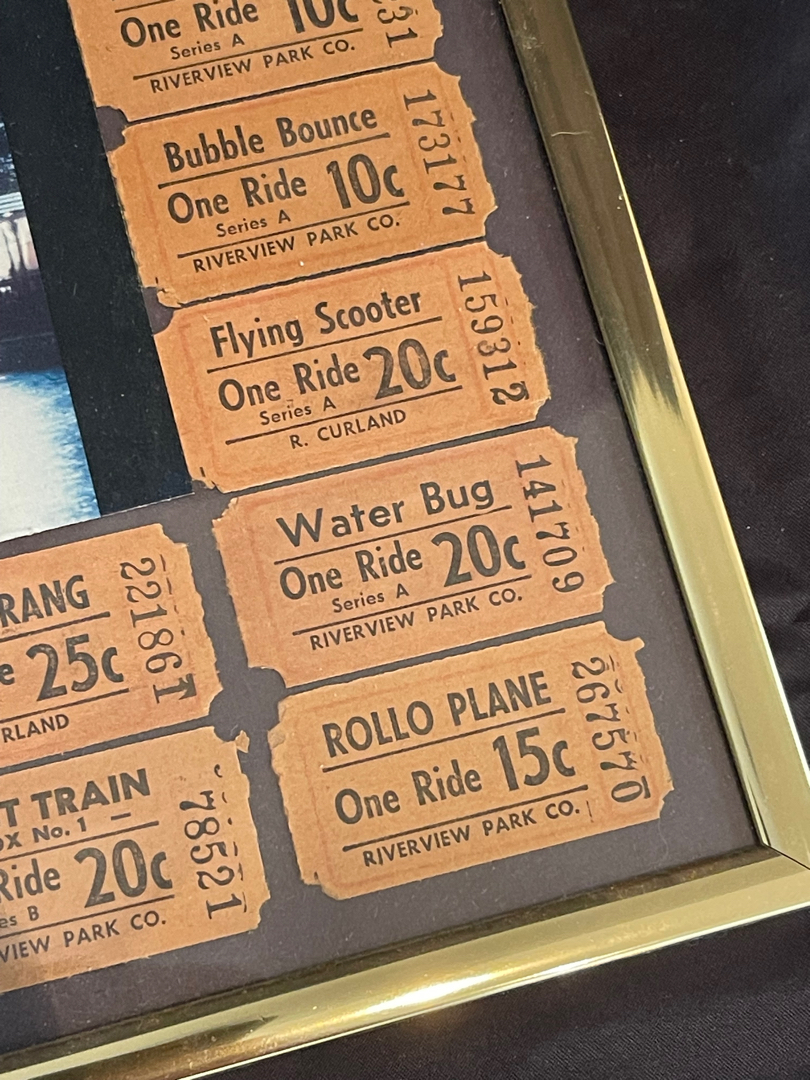 One Ride 10c
Series A
RIVERVIEW PARK CO.
31
Bubble Bounce
One Ride 10c
Series A
RIVERVIEW PARK CO.
173177
Flying Scooter
One Ride 20c
Series A
R. CURLAND
159312
Water Bug
One Ride 20c
Series A
RIVERVIEW PARK CO.
141709
RANG
e 25c
RLAND
221861
ROLLO PLANE
One Ride 15c
RIVERVIEW PARK CO.
267570
T TRAIN
OX No. 1
Ride 20c
es B
VIEW PARK CO.
78521